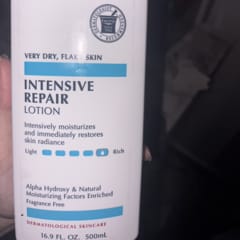 VERY DRY, FLAKY SKIN
INTENSIVE
REPAIR
LOTION
Intensively moisturizes
and immediately restores
skin radiance
Light
Rich
Alpha Hydroxy & Natural
Moisturizing Factors Enriched
Fragrance Free
DERMATOLOGICAL SKINCARE
16.9 FL. OZ. 500mL